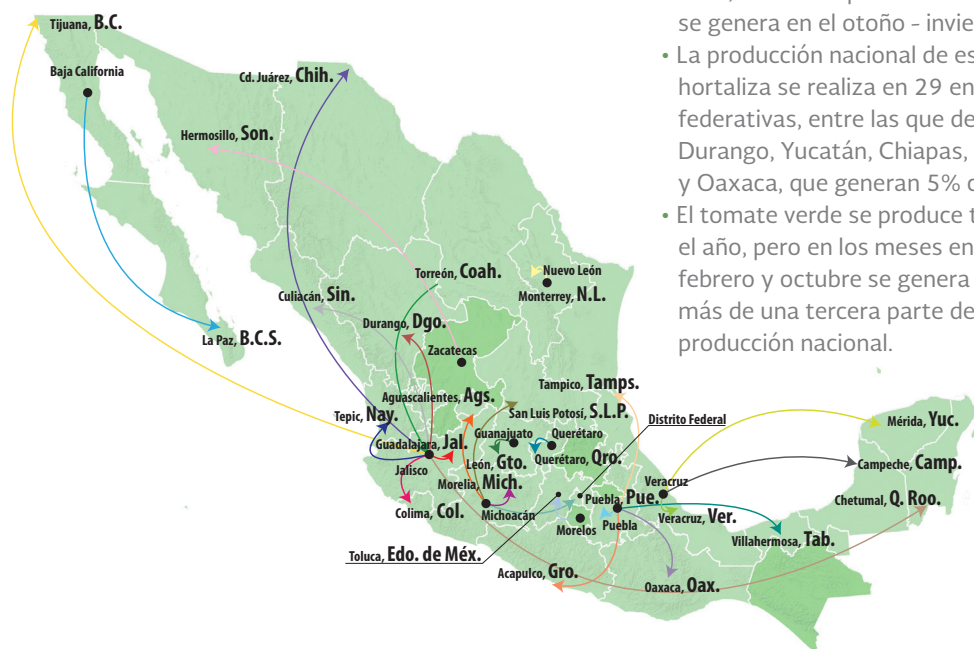 se genera en el otoño - invie
• La producción nacional de es
hortaliza se realiza en 29 en
federativas, entre las que de
Durango, Yucatán, Chiapas,
y Oaxaca, que generan 5% d
• El tomate verde se produce t
el año, pero en los meses en
febrero y octubre se genera
más de una tercera parte de
producción nacional.
Tijuana, B.C.
Baja California
Cd. Juárez, Chih.
Hermosillo, Son.
Torreón, Coah.
Nuevo León
Monterrey, N.L.
Culiacán, Sin.
Durango, Dgo.
La Paz, B.C.S.
Zacatecas
Tampico, Tamps.
Aguascalientes, Ags.
San Luis Potosí, S.L.P.
Distrito Federal
Tepic, Nay.
Mérida, Yuc.
Guadalajara, Jal.
Guanajuato
Querétaro
Jalisco
León, Gto.
Querétaro, Qro.
Campeche, Camp.
Morelia, Mich.
Veracruz
Puebla, Pue.
Chetumal, Q. Roo.
Colima, Col.
Michoacán
Morelos
Puebla
Veracruz, Ver.
Villahermosa, Tab.
Toluca, Edo. de Méx.
Acapulco, Gro.
Oaxaca, Oax.